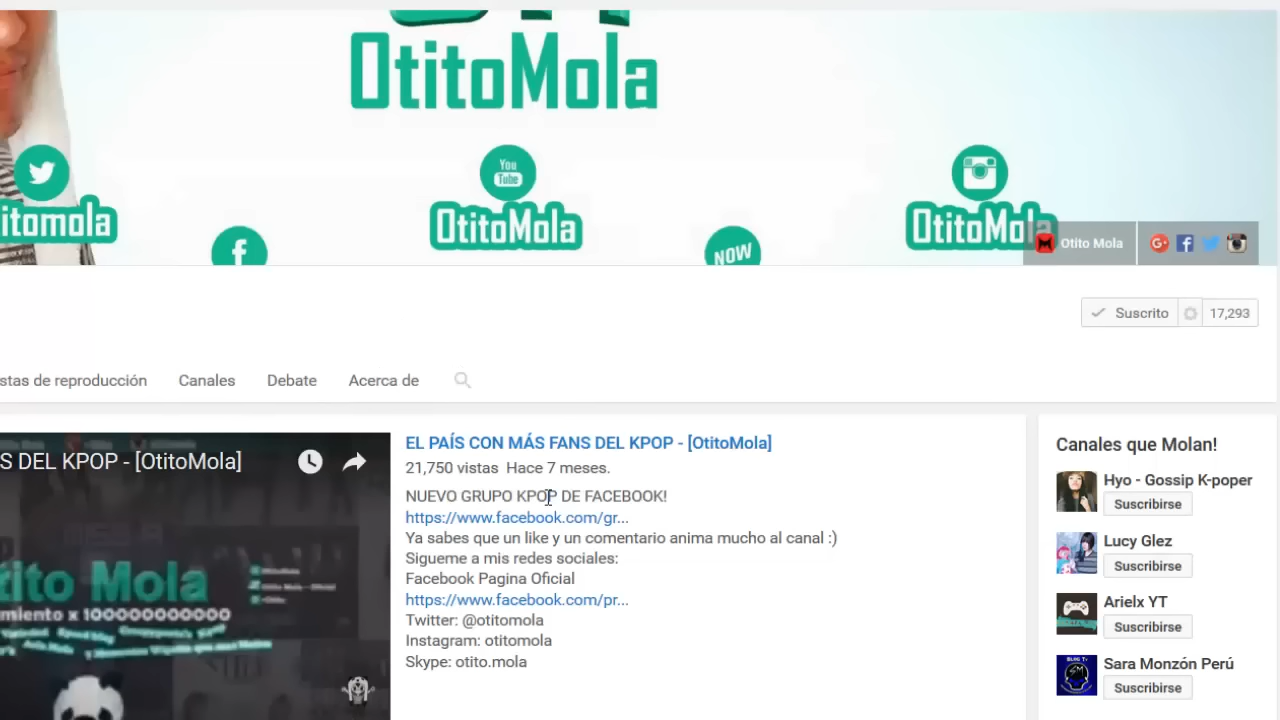 OtitoMola
You
Tube
itomola
OtitoMola
OtitoMola
NOW
Otito Mola
Suscrito
17,293
stas de reproducción
Canales
Debate
Acerca de
S DEL KPOP - [OtitoMola]
tito Mola
miento x 100000000000
EL PAÍS CON MÁS FANS DEL KPOP - [OtitoMola]
21,750 vistas Hace 7 meses.
NUEVO GRUPO KPOP DE FACEBOOK!
https://www.facebook.com/gr...
Ya sabes que un like y un comentario anima mucho al canal :)
Sigueme a mis redes sociales:
Facebook Pagina Oficial
https://www.facebook.com/pr...
Twitter: @otitomola
Instagram: otitomola
Skype: otito.mola
Canales que Molan!
Hyo - Gossip K-poper
Suscribirse
Lucy Glez
Suscribirse
Arielx YT
Suscribirse
Sara Monzón Perú
Suscribirse